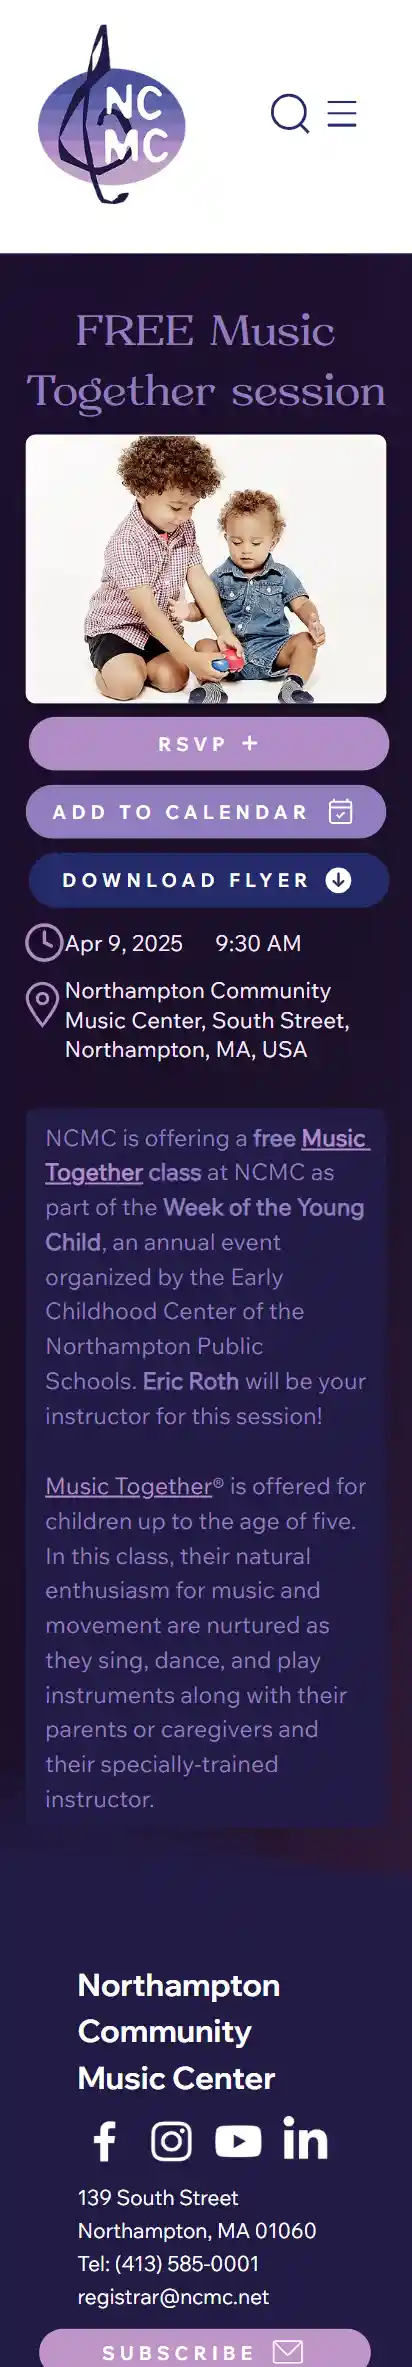 NC
MC
FREE Music
Together session
RSVP +
ADD TO CALENDAR
DOWNLOAD FLYER
Apr 9, 2025 9:30 AM
Northampton Community
Music Center, South Street,
Northampton, MA, USA
NCMC is offering a free Music
Together class at NCMC as
part of the Week of the Young
Child, an annual event
organized by the Early
Childhood Center of the
Northampton Public
Schools. Eric Roth will be your
instructor for this session!
Music Together® is offered for
children up to the age of five.
In this class, their natural
enthusiasm for music and
movement are nurtured as
they sing, dance, and play
instruments along with their
parents or caregivers and
their specially-trained
instructor.
Northampton
Community
Music Center
139 South Street
Northampton, MA 01060
Tel: (413) 585-0001
registrar@ncmc.net
SUBSCRIBE